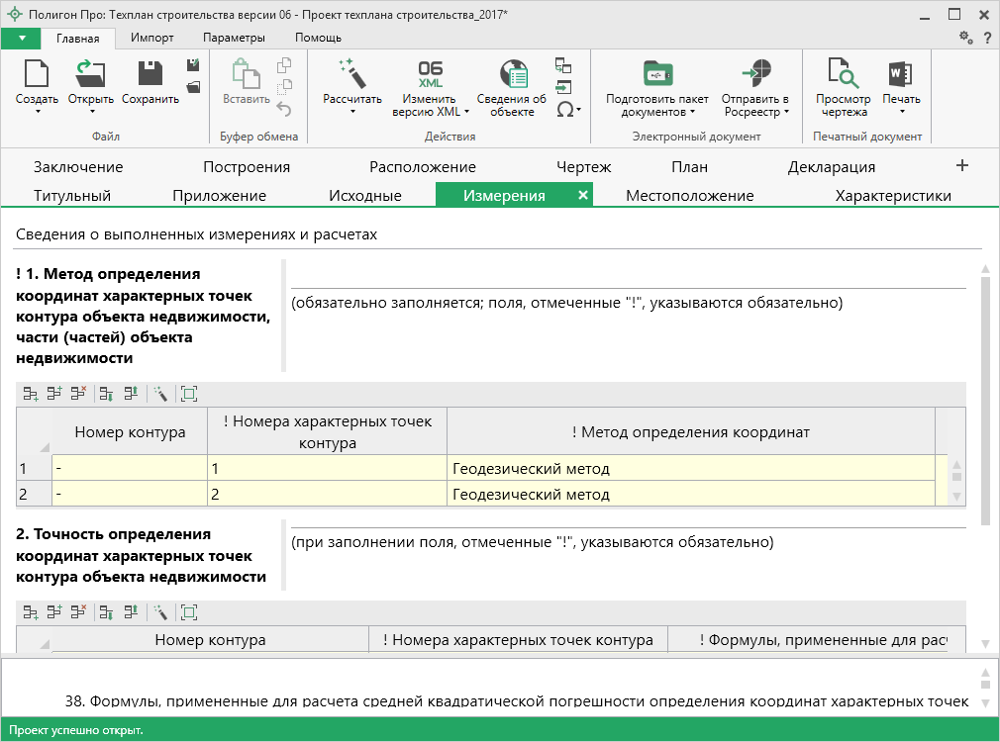 Полигон Про: Техплан строительства версии 06 - Проект техплана строительства_2017*
Главная Импорт Параметры Помощь ?
Создать Открыть Сохранить
Файл
Вставить
Буфер обмена
Рассчитать
06
XML
Изменить
версию XML
Сведения об
объекте
Ω
Действия
Подготовить пакет
документов
Отправить в
Росреестр
Электронный документ
Просмотр
чертежа
W
Печать
Печатный документ
Заключение Построения Расположение Чертеж План Декларация +
Титульный Приложение Исходные Измерения × Местоположение Характеристики
Сведения о выполненных измерениях и расчетах
! 1. Метод определения
координат характерных точек
контура объекта недвижимости,
части (частей) объекта
недвижимости
(обязательно заполняется; поля, отмеченные "!", указываются обязательно)
Номер контура ! Номера характерных точек контура ! Метод определения координат
1 - 1 Геодезический метод
2 - 2 Геодезический метод
2. Точность определения
координат характерных точек
контура объекта недвижимости
(при заполнении поля, отмеченные "!", указываются обязательно)
Номер контура ! Номера характерных точек контура ! Формулы, примененные для рас
38. Формулы, примененные для расчета средней квадратической погрешности определения координат характерных точек
Проект успешно открыт.